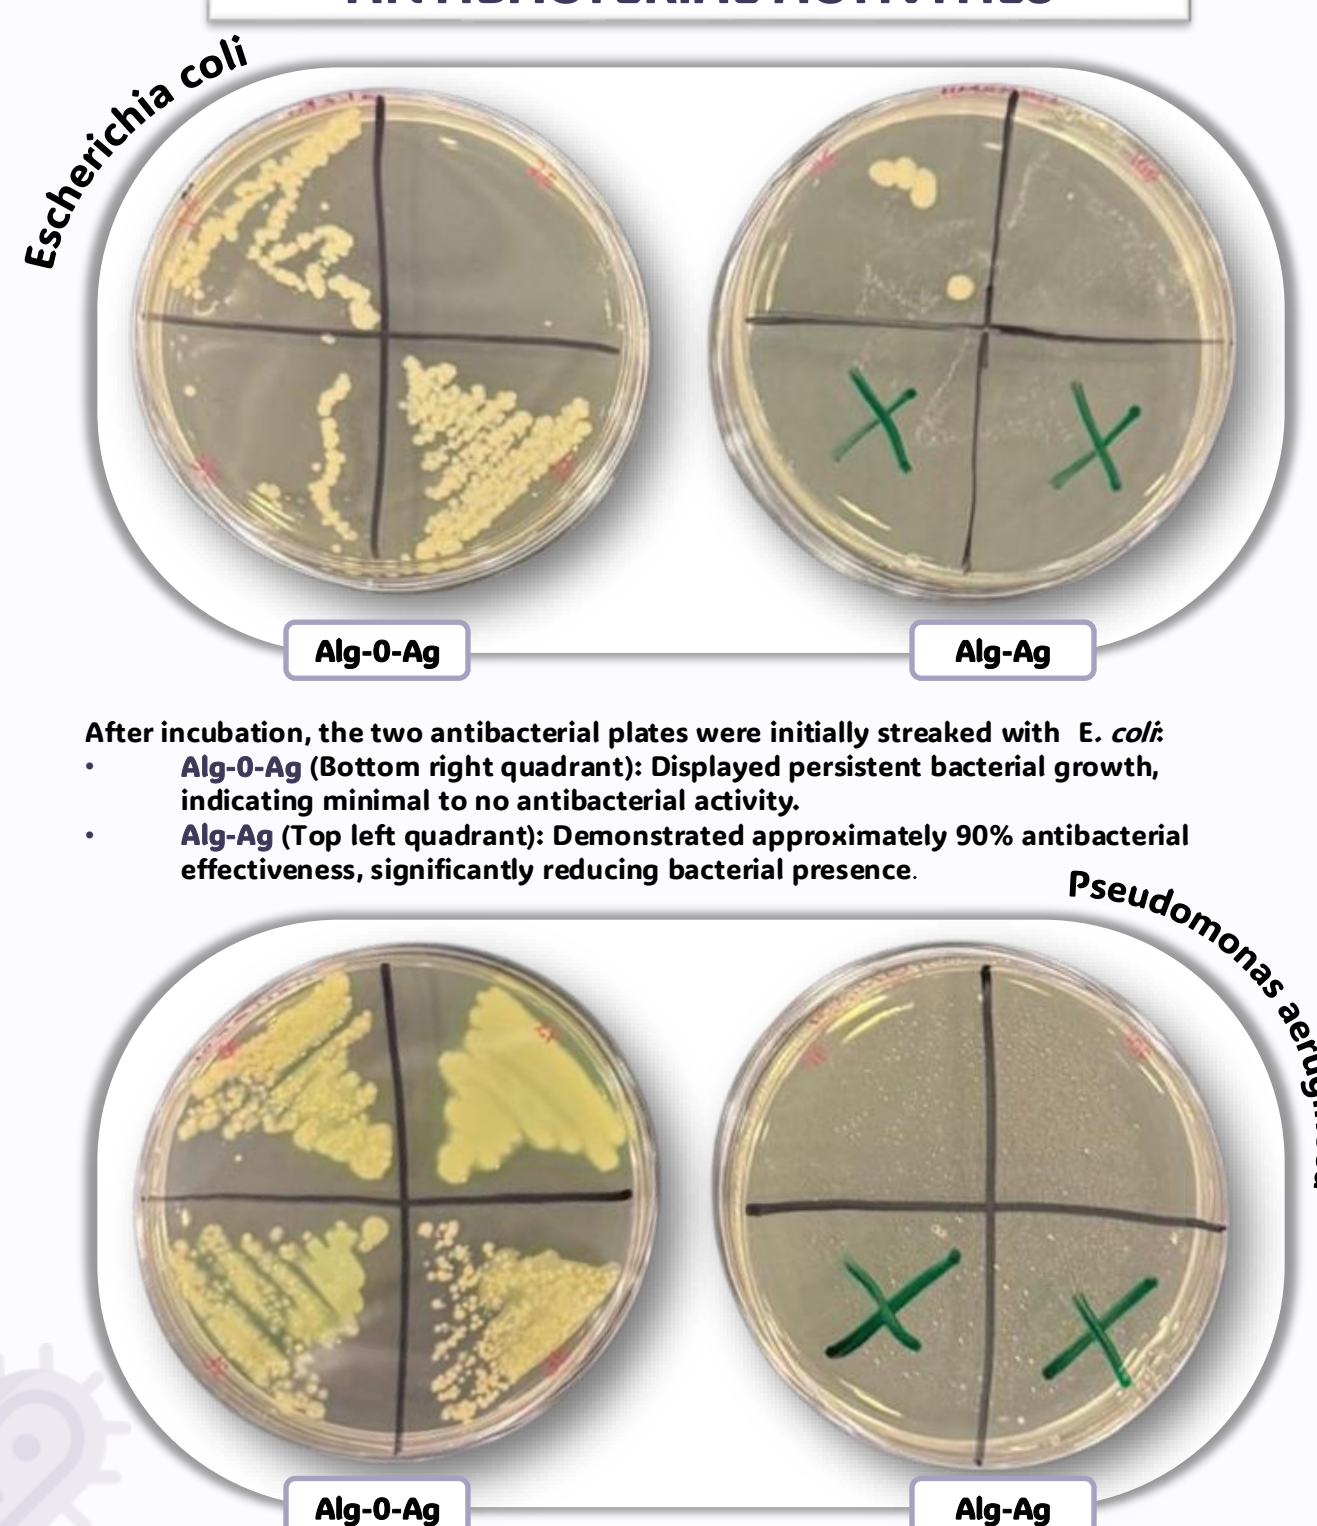 ANTIBACTERIAL ACTIVITIES
Escherichia coli
Alg-0-Ag
Alg-Ag
After incubation, the two antibacterial plates were initially streaked with E. coli:
• Alg-0-Ag (Bottom right quadrant): Displayed persistent bacterial growth,
indicating minimal to no antibacterial activity.
• Alg-Ag (Top left quadrant): Demonstrated approximately 90% antibacterial
effectiveness, significantly reducing bacterial presence.
Pseudomonas
Alg-0-Ag
Alg-Ag